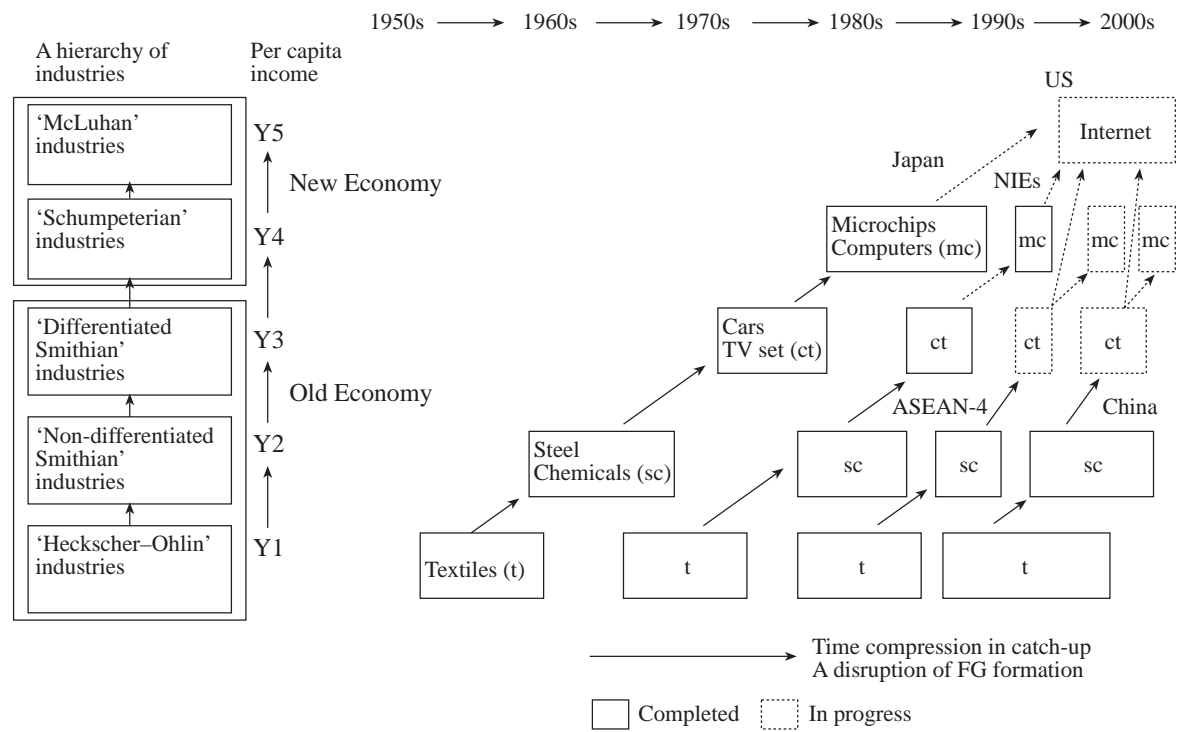 1950s 1960s 1970s 1980s 1990s 2000s
A hierarchy of
industries
Per capita
income
‘McLuhan’
industries
‘Schumpeterian’
industries
‘Differentiated
Smithian’
industries
‘Non-differentiated
Smithian’
industries
‘Heckscher–Ohlin’
industries
Y5
Y4
Y3
Y2
Y1
New Economy
Old Economy
US
Internet
Japan
NIEs
Microchips
Computers (mc)
mc
mc
mc
Cars
TV set (ct)
ct
ct
ct
ASEAN-4
China
Steel
Chemicals (sc)
sc
sc
sc
Textiles (t)
t
t
t
Time compression in catch-up
A disruption of FG formation
Completed
In progress